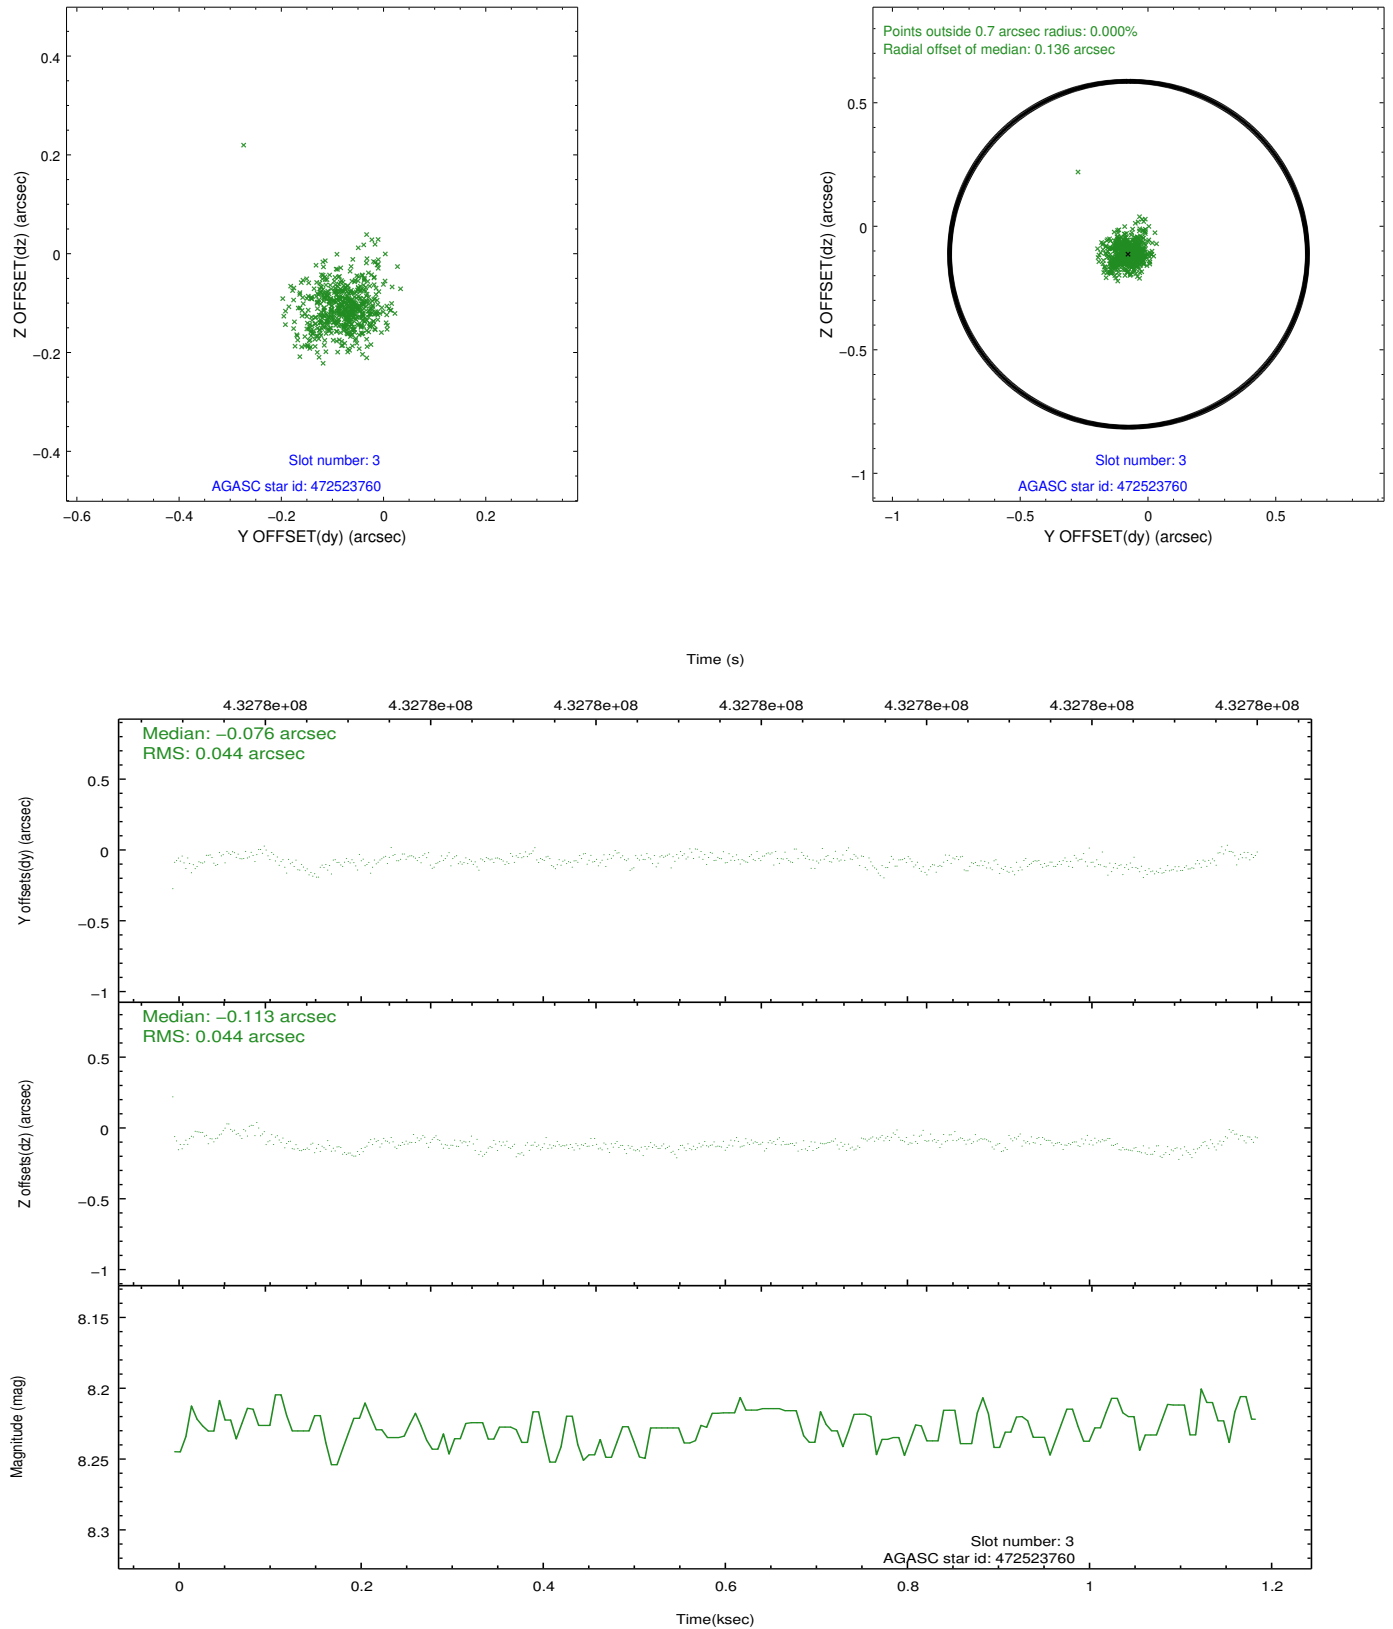 0.4
0.2
0
−0.2
−0.4
Z OFFSET(dz) (arcsec)
Slot number: 3
AGASC star id: 472523760
−0.6 −0.4 −0.2 0 0.2
Y OFFSET(dy) (arcsec)
Points outside 0.7 arcsec radius: 0.000%
Radial offset of median: 0.136 arcsec
0.5
0
−0.5
−1
Z OFFSET(dz) (arcsec)
Slot number: 3
AGASC star id: 472523760
−1 −0.5 0 0.5
Y OFFSET(dy) (arcsec)
Time (s)
4.3278e+08 4.3278e+08 4.3278e+08 4.3278e+08 4.3278e+08 4.3278e+08 4.3278e+08
Median: −0.076 arcsec
RMS: 0.044 arcsec
0.5
0
−0.5
−1
Y offsets(dy) (arcsec)
Median: −0.113 arcsec
RMS: 0.044 arcsec
0.5
0
−0.5
−1
Z offsets(dz) (arcsec)
8.15
8.2
8.25
8.3
Magnitude (mag)
Slot number: 3
AGASC star id: 472523760
0 0.2 0.4 0.6 0.8 1 1.2
Time(ksec)